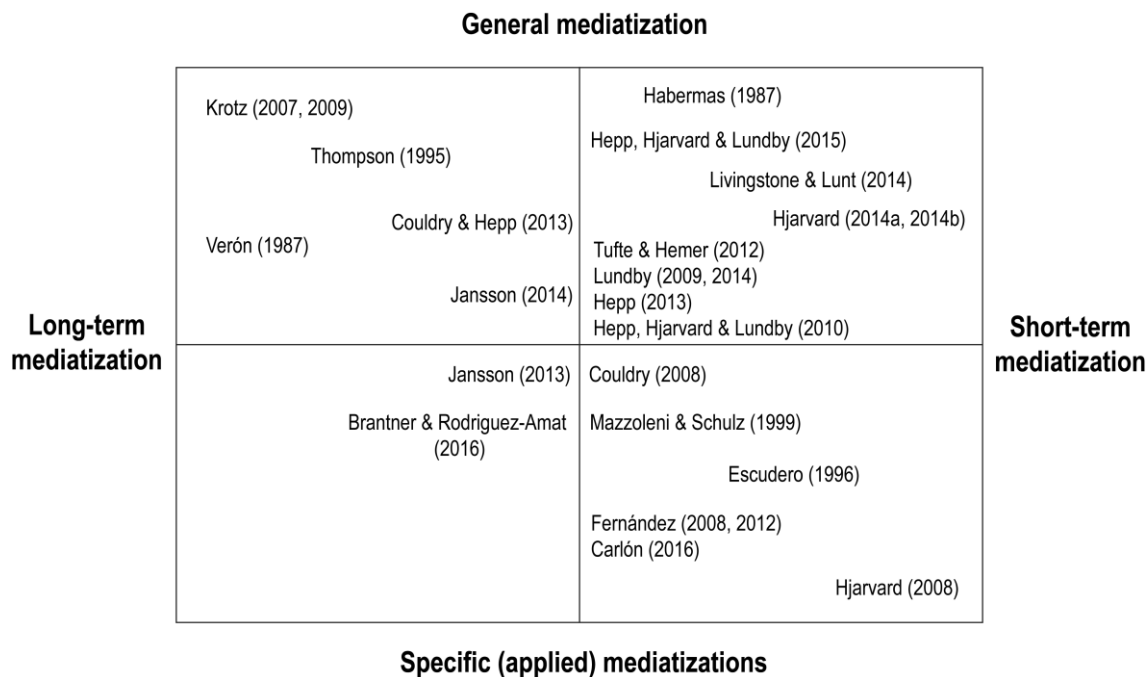 General mediatization
Krotz (2007, 2009)
Thompson (1995)
Couldry & Hepp (2013)
Verón (1987)
Jansson (2014)
Habermas (1987)
Hepp, Hjarvard & Lundby (2015)
Livingstone & Lunt (2014)
Hjarvard (2014a, 2014b)
Tufte & Hemer (2012)
Lundby (2009, 2014)
Hepp (2013)
Hepp, Hjarvard & Lundby (2010)
Long-term
mediatization
Short-term
mediatization
Jansson (2013)
Brantner & Rodriguez-Amat
(2016)
Couldry (2008)
Mazzoleni & Schulz (1999)
Escudero (1996)
Fernández (2008, 2012)
Carlón (2016)
Hjarvard (2008)
Specific (applied) mediatizations